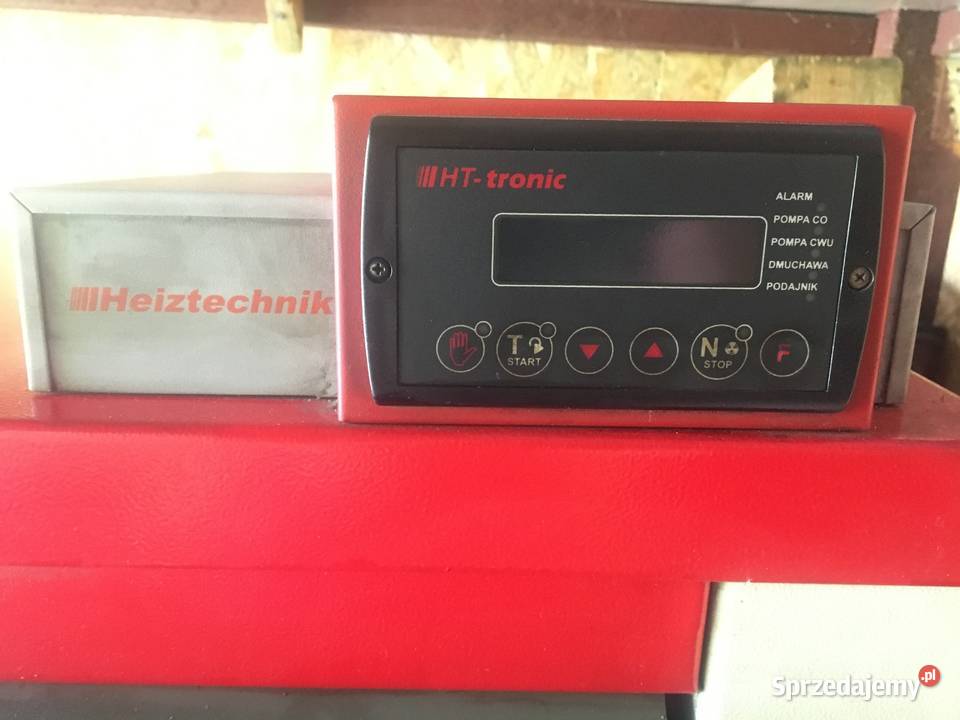 HT-tronic
ALARM
POMPA CO
POMPA CWU
DMUCHAWA
PODAJNIK
Heiztechnik
T
START
N
STOP
F
Sprzedajemy.pl